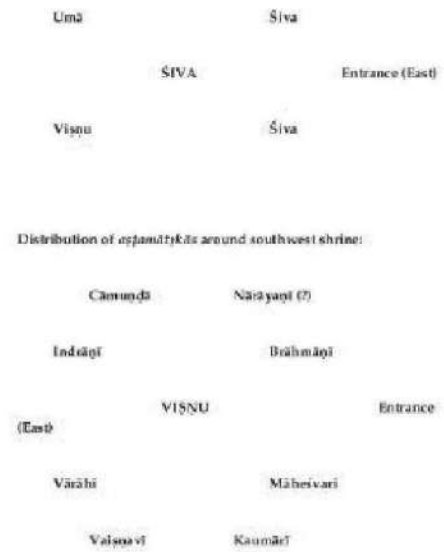 Umā Śiva
ŚIVA Entrance (East)
Viṣṇu Śiva
Distribution of aṣṭamātṛkās around southwest shrine:
Cāmuṇḍā Nārāyaṇī (?)
Indrāṇī Brāhmāṇī
VIṢṆU Entrance
(East)
Vārāhī Māheśvarī
Vaiṣṇavī Kaumārī